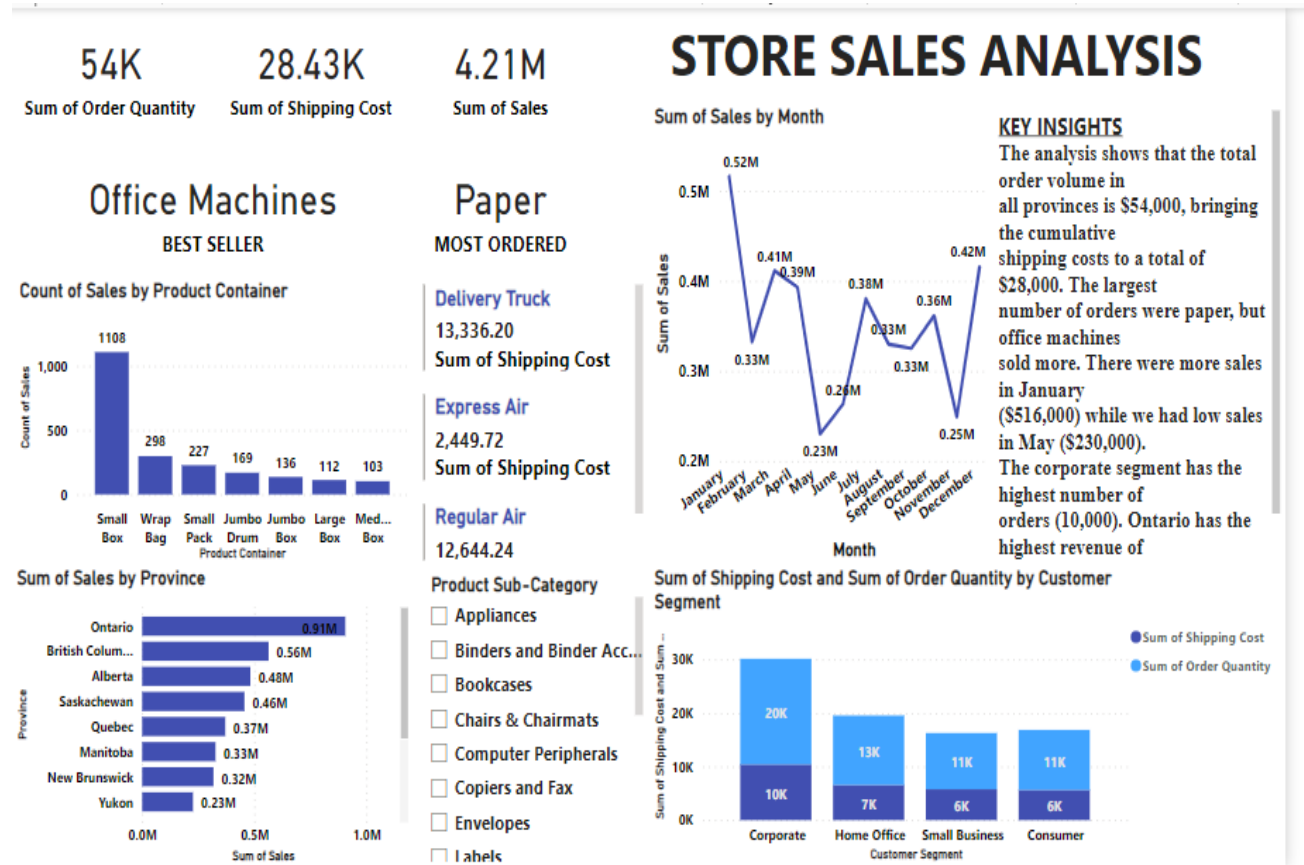 54K
Sum of Order Quantity
28.43K
Sum of Shipping Cost
4.21M
Sum of Sales
STORE SALES ANALYSIS
Office Machines
BEST SELLER
Paper
MOST ORDERED
Sum of Sales by Month
Sum of Sales
0.5M
0.4M
0.3M
0.2M
0.52M
0.33M
0.41M
0.39M
0.23M
0.26M
0.38M
0.33M
0.33M
0.36M
0.25M
0.42M
January
February
March
April
May
June
July
August
September
October
November
December
Month
KEY INSIGHTS
The analysis shows that the total
order volume in
all provinces is $54,000, bringing
the cumulative
shipping costs to a total of
$28,000. The largest
number of orders were paper, but
office machines
sold more. There were more sales
in January
($516,000) while we had low sales
in May ($230,000).
The corporate segment has the
highest number of
orders (10,000). Ontario has the
highest revenue of
Count of Sales by Product Container
Count of Sales
1,000
500
0
1108
298
227
169
136
112
103
Small Box
Wrap Bag
Small Pack
Jumbo Drum
Jumbo Box
Large Box
Med... Box
Product Container
Delivery Truck
13,336.20
Sum of Shipping Cost
Express Air
2,449.72
Sum of Shipping Cost
Regular Air
12,644.24
Sum of Sales by Province
Province
Ontario 0.91M
British Colum... 0.56M
Alberta 0.48M
Saskachewan 0.46M
Quebec 0.37M
Manitoba 0.33M
New Brunswick 0.32M
Yukon 0.23M
0.0M 0.5M 1.0M
Sum of Sales
Product Sub-Category
Appliances
Binders and Binder Acc...
Bookcases
Chairs & Chairmats
Computer Peripherals
Copiers and Fax
Envelopes
Labels
Sum of Shipping Cost and Sum of Order Quantity by Customer
Segment
Sum of Shipping Cost
Sum of Order Quantity
Sum of Shipping Cost and Sum ...
30K
20K
10K
0K
20K
10K
13K
7K
11K
6K
11K
6K
Corporate
Home Office
Small Business
Consumer
Customer Segment